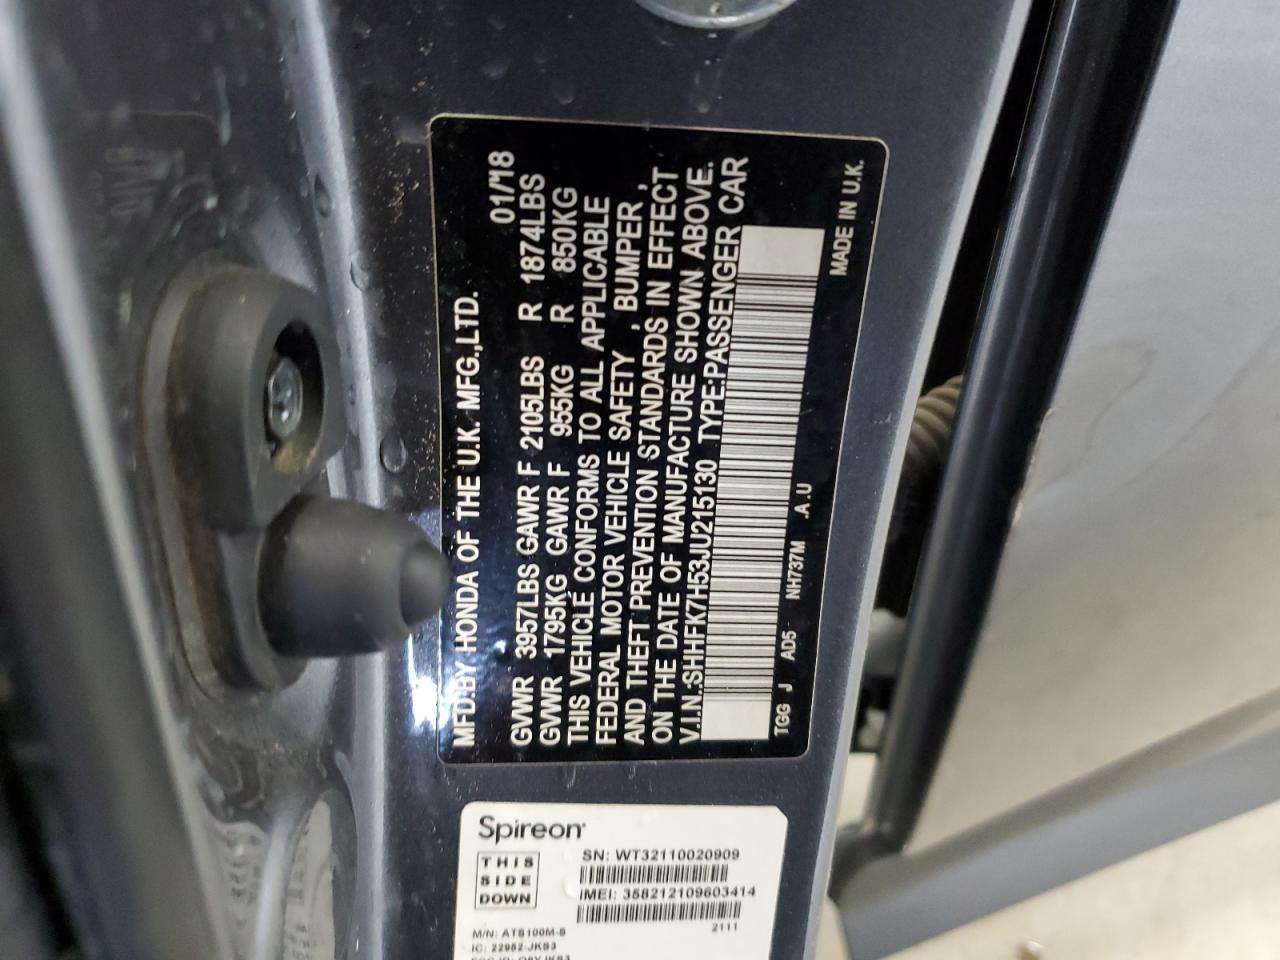 MFD.BY HONDA OF THE U.K. MFG.,LTD.
01/18
GVWR 3957LBS GAWR F 2105LBS R 1874LBS
GVWR 1795KG GAWR F 955KG R 850KG
THIS VEHICLE CONFORMS TO ALL APPLICABLE
FEDERAL MOTOR VEHICLE SAFETY , BUMPER ,
AND THEFT PREVENTION STANDARDS IN EFFECT
ON THE DATE OF MANUFACTURE SHOWN ABOVE.
V.I.N.:SHHFK7H53JU215130 TYPE:PASSENGER CAR
TGG J AD5 NH737M .A.U
MADE IN U.K.
Spireon
THIS
SIDE
DOWN
SN: WT32110020909
IMEI: 358212109603414
2111
M/N: ATS100M-S
IC: 22982-JKS3